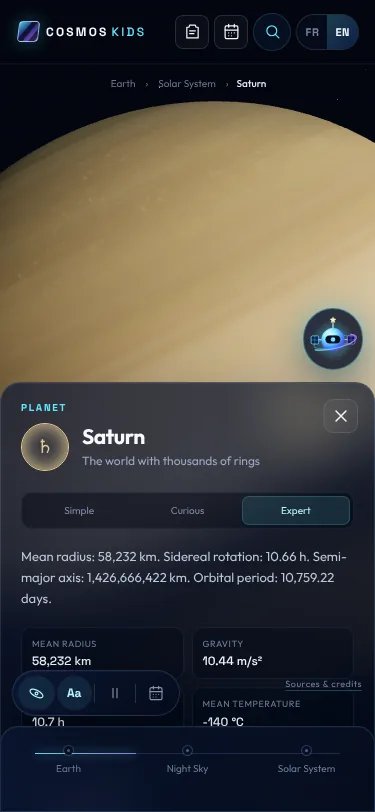 COSMOS KIDS
FR EN
Earth › Solar System › Saturn
PLANET
♄
Saturn
The world with thousands of rings
Simple Curious Expert
Mean radius: 58,232 km. Sidereal rotation: 10.66 h. Semi-
major axis: 1,426,666,422 km. Orbital period: 10,759.22
days.
MEAN RADIUS
58,232 km
GRAVITY
10.44 m/s²
Sources & credits
Aa
MEAN TEMPERATURE
10.7 h
-140 °C
Earth Night Sky Solar System